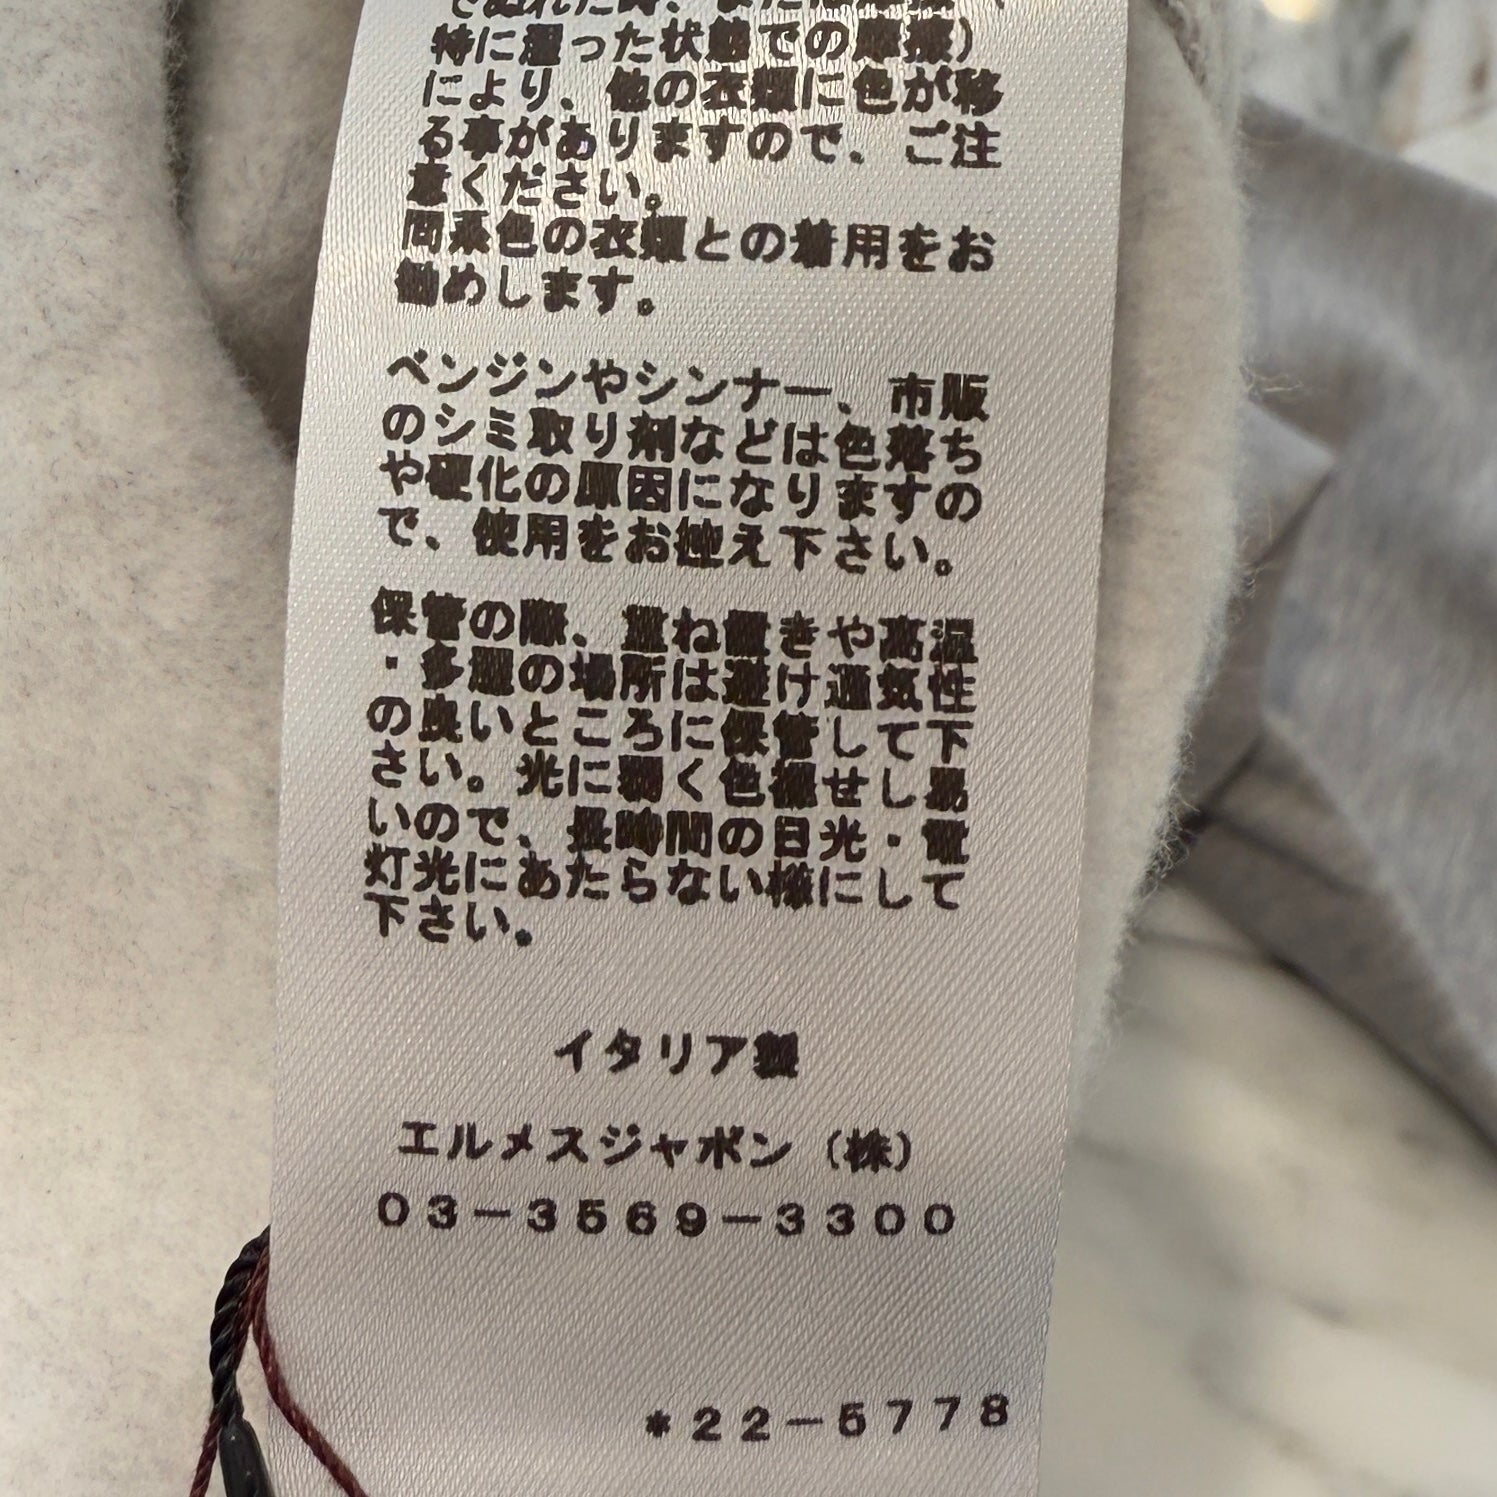 でぬれた時、また
特に湿った状態での摩擦）
により、他の衣類に色が移
る事がありますので、ご注
意ください。
同系色の衣類との着用をお
勧めします。
ベンジンやシンナー、市販
のシミ取り剤などは色落ち
や硬化の原因になりますの
で、使用をお控え下さい。
保管の際、重ね置きや高温
・多湿の場所は避け通気性
の良いところに保管して下
さい。光に弱く色褪せし易
いので、長時間の日光・電
灯光にあたらない様にして
下さい。
イタリア製
エルメスジャポン（株）
０３－３５６９－３３００
＊２２－５７７８